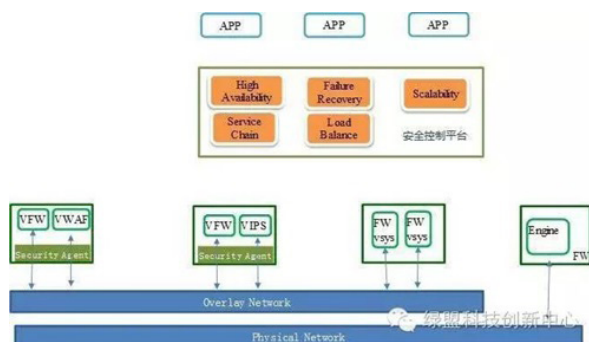 APP
APP
APP
High
Availability
Failure
Recovery
Scalability
Service
Chain
Load
Balance
安全控制平台
VFW
VWAF
Security Agent
VFW
VIPS
Security Agent
FW
vsys
FW
vsys
Engine
FW
Overlay Network
绿盟科技创新中心
Physical Network